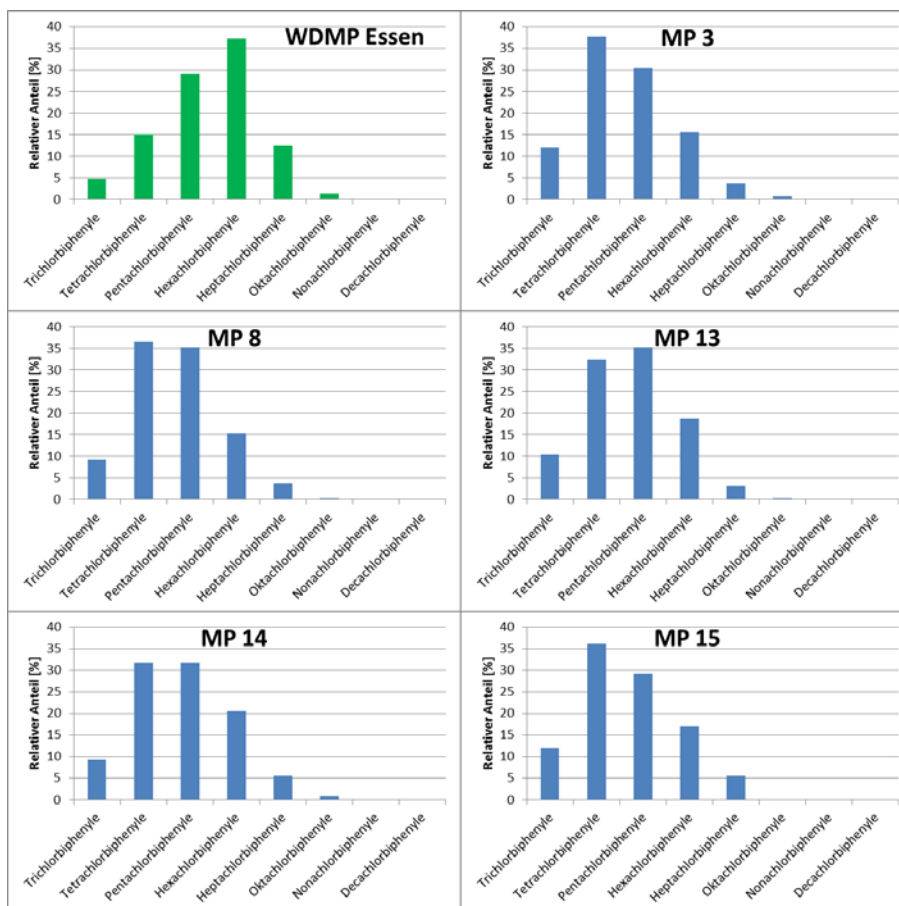 WDMP Essen
Relativer Anteil [%]
40
35
30
25
20
15
10
5
0
Trichlorbiphenyle
Tetrachlorbiphenyle
Pentachlorbiphenyle
Hexachlorbiphenyle
Heptachlorbiphenyle
Oktachlorbiphenyle
Nonachlorbiphenyle
Decachlorbiphenyle
MP 3
Relativer Anteil [%]
40
35
30
25
20
15
10
5
0
Trichlorbiphenyle
Tetrachlorbiphenyle
Pentachlorbiphenyle
Hexachlorbiphenyle
Heptachlorbiphenyle
Oktachlorbiphenyle
Nonachlorbiphenyle
Decachlorbiphenyle
MP 8
Relativer Anteil [%]
40
35
30
25
20
15
10
5
0
Trichlorbiphenyle
Tetrachlorbiphenyle
Pentachlorbiphenyle
Hexachlorbiphenyle
Heptachlorbiphenyle
Oktachlorbiphenyle
Nonachlorbiphenyle
Decachlorbiphenyle
MP 13
Relativer Anteil [%]
40
35
30
25
20
15
10
5
0
Trichlorbiphenyle
Tetrachlorbiphenyle
Pentachlorbiphenyle
Hexachlorbiphenyle
Heptachlorbiphenyle
Oktachlorbiphenyle
Nonachlorbiphenyle
Decachlorbiphenyle
MP 14
Relativer Anteil [%]
40
35
30
25
20
15
10
5
0
Trichlorbiphenyle
Tetrachlorbiphenyle
Pentachlorbiphenyle
Hexachlorbiphenyle
Heptachlorbiphenyle
Oktachlorbiphenyle
Nonachlorbiphenyle
Decachlorbiphenyle
MP 15
Relativer Anteil [%]
40
35
30
25
20
15
10
5
0
Trichlorbiphenyle
Tetrachlorbiphenyle
Pentachlorbiphenyle
Hexachlorbiphenyle
Heptachlorbiphenyle
Oktachlorbiphenyle
Nonachlorbiphenyle
Decachlorbiphenyle